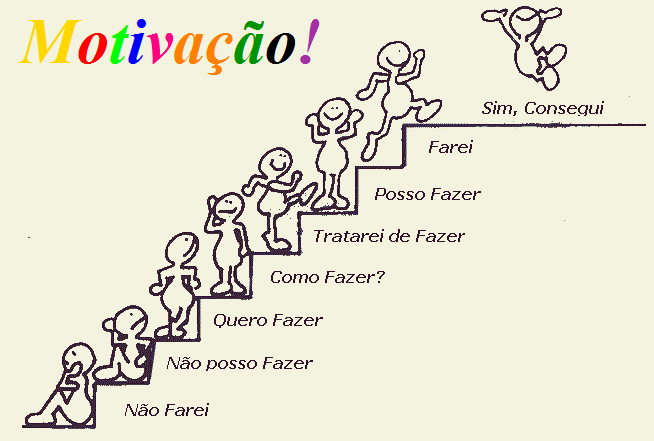 Motivação!
Sim, Consegui
Farei
Posso Fazer
Tratarei de Fazer
Como Fazer?
Quero Fazer
Não posso Fazer
Não Farei